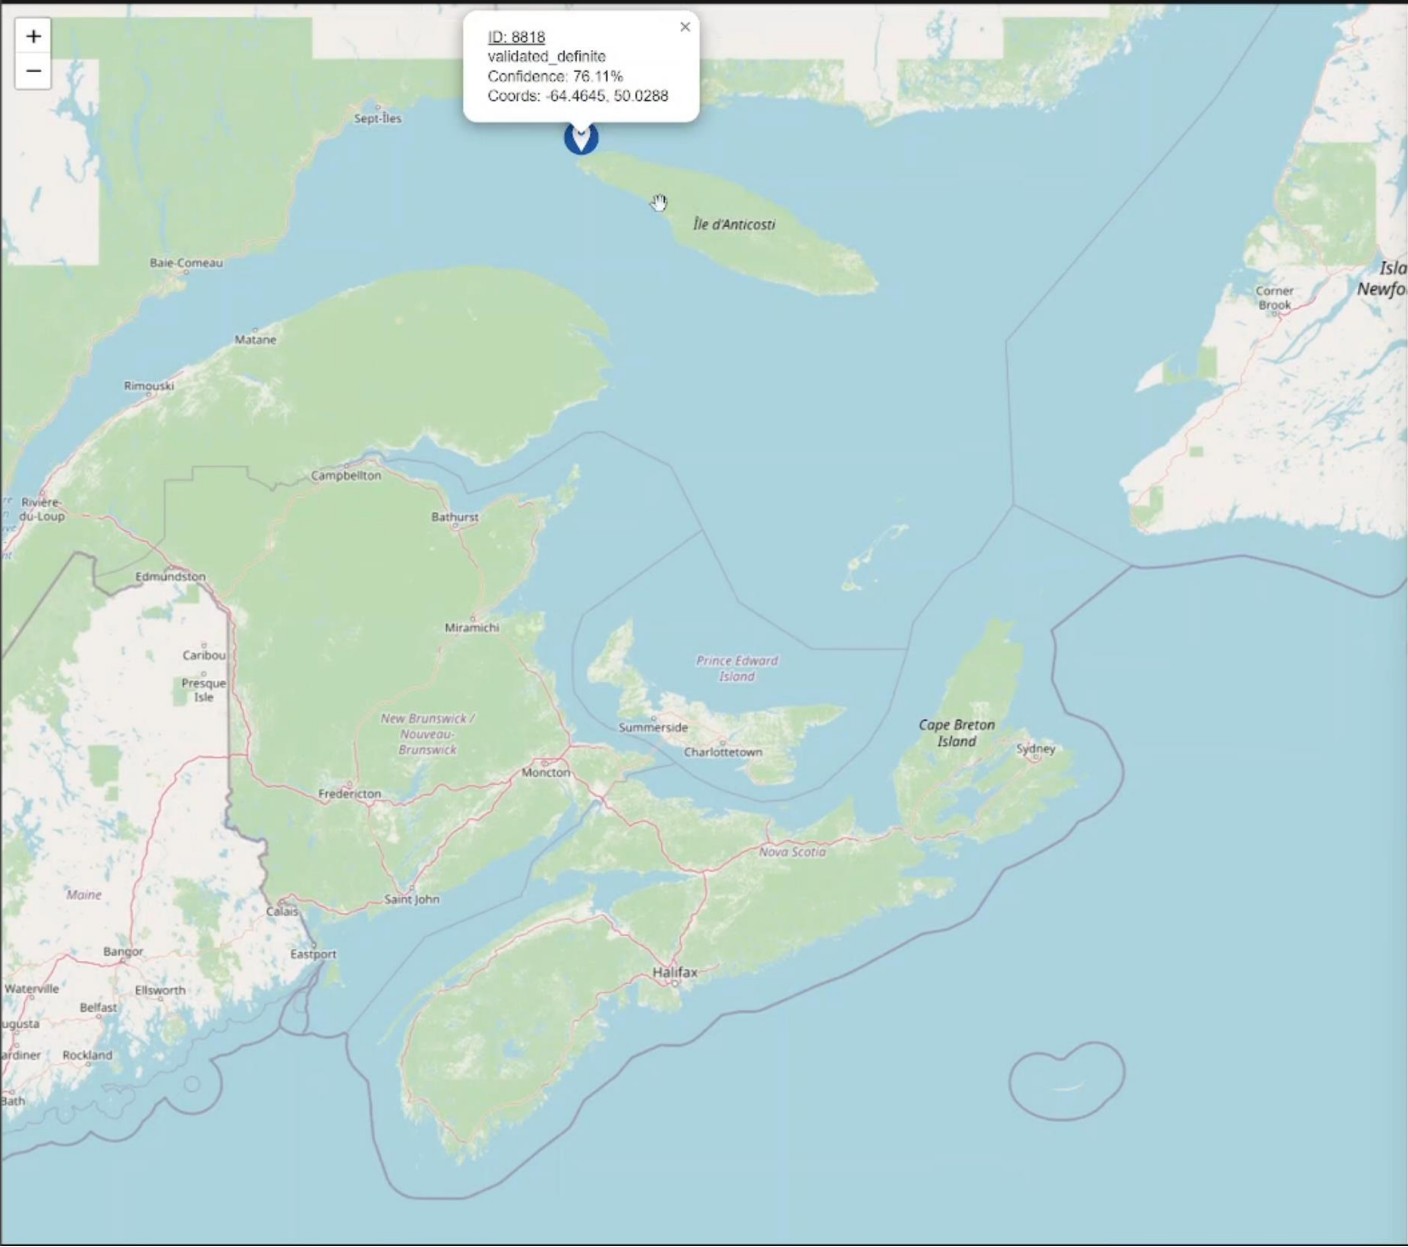 +
−
ID: 8818
validated_definite
Confidence: 76.11%
Coords: -64.4645, 50.0288
×
Sept-Îles
Île d'Anticosti
Baie-Comeau
Corner
Brook
Isla
Newfo
Matane
Rimouski
Campbellton
Rivière-
du-Loup
Bathurst
Edmundston
Miramichi
Caribou
Presque
Isle
Prince Edward
Island
New Brunswick /
Nouveau-
Brunswick
Summerside
Charlottetown
Cape Breton
Island
Sydney
Moncton
Fredericton
Nova Scotia
Maine
Saint John
Calais
Bangor
Eastport
Halifax
Waterville
Ellsworth
Belfast
ugusta
ardiner
Rockland
Bath